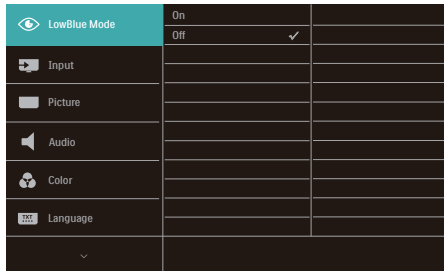 LowBlue Mode
On
Off
Input
Picture
Audio
Color
TXT
Language